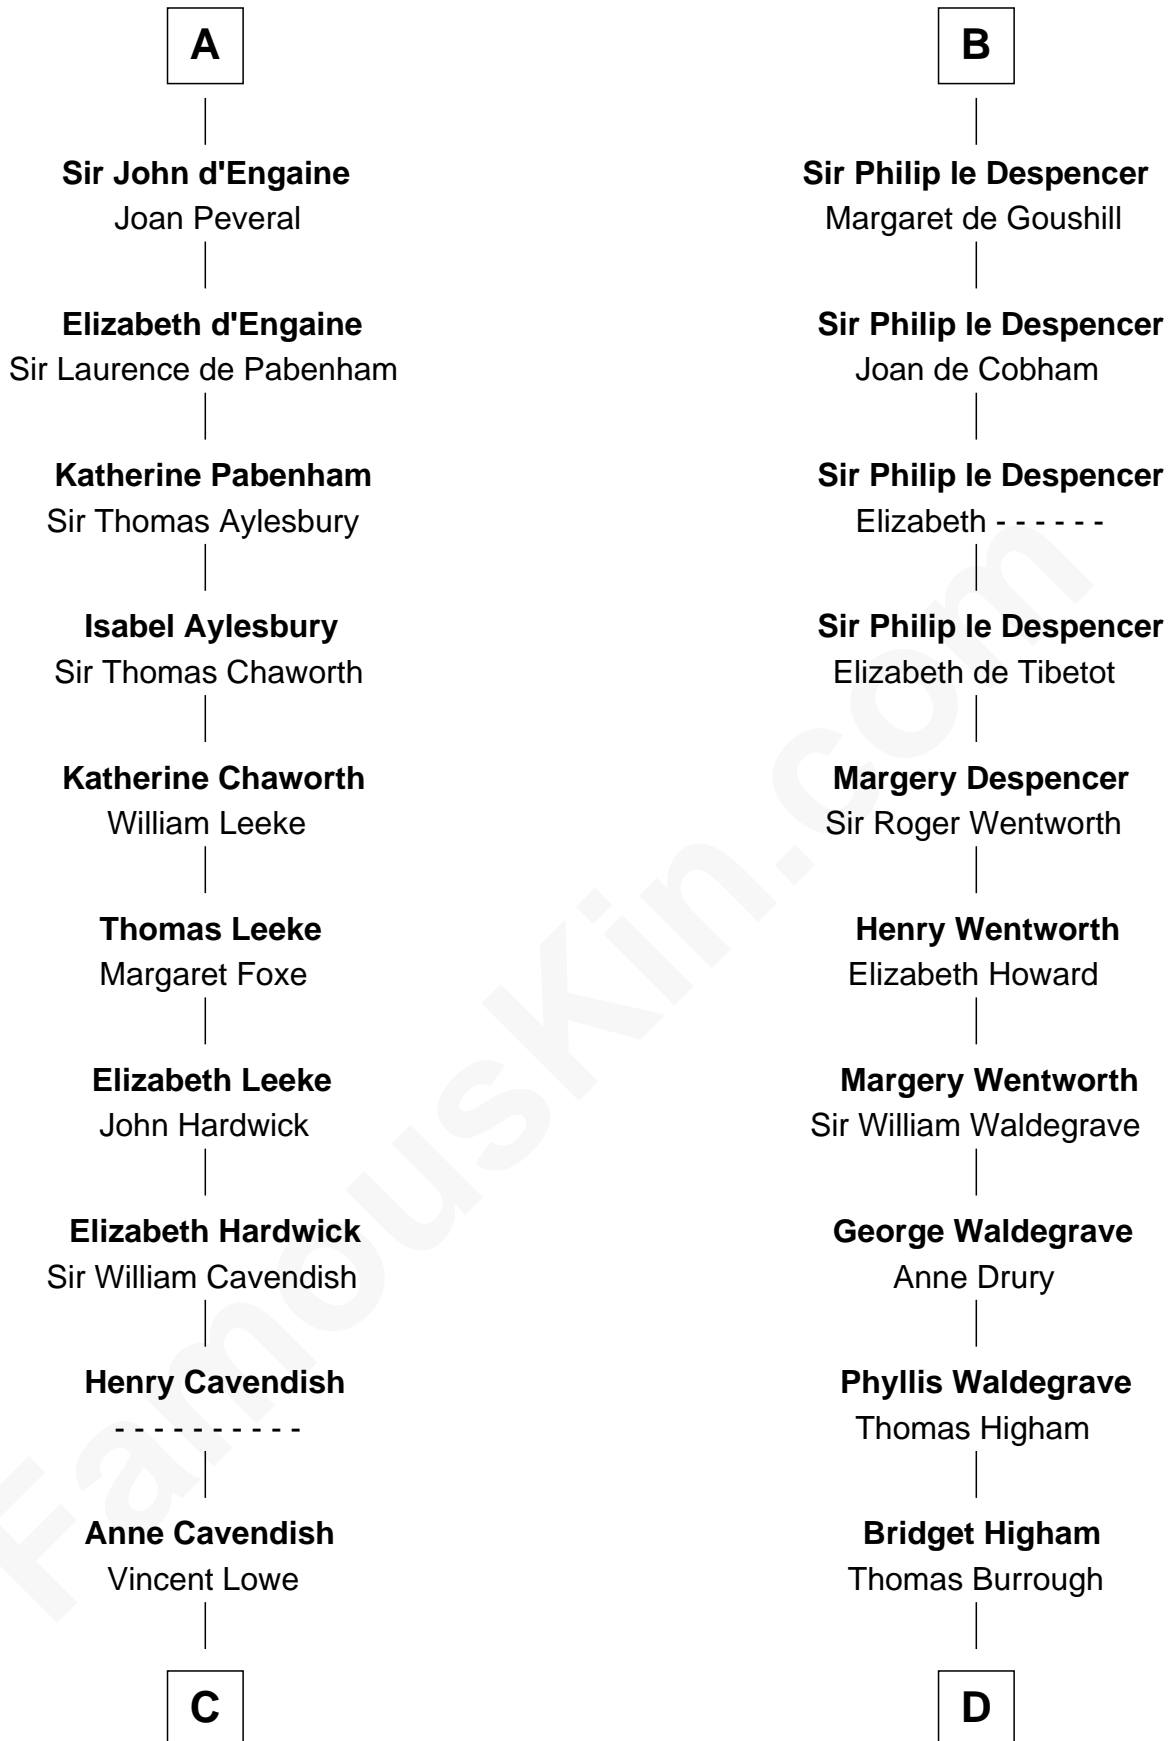 A
Sir John d'Engaine
Joan Peveral
Elizabeth d'Engaine
Sir Laurence de Pabenham
Katherine Pabenham
Sir Thomas Aylesbury
Isabel Aylesbury
Sir Thomas Chaworth
Katherine Chaworth
William Leeke
Thomas Leeke
Margaret Foxe
Elizabeth Leeke
John Hardwick
Elizabeth Hardwick
Sir William Cavendish
Henry Cavendish
- - - - - - - - - -
Anne Cavendish
Vincent Lowe
C
B
Sir Philip le Despencer
Margaret de Goushill
Sir Philip le Despencer
Joan de Cobham
Sir Philip le Despencer
Elizabeth - - - - - -
Sir Philip le Despencer
Elizabeth de Tibetot
Margery Despencer
Sir Roger Wentworth
Henry Wentworth
Elizabeth Howard
Margery Wentworth
Sir William Waldegrave
George Waldegrave
Anne Drury
Phyllis Waldegrave
Thomas Higham
Bridget Higham
Thomas Burrough
D
FamousKin.com